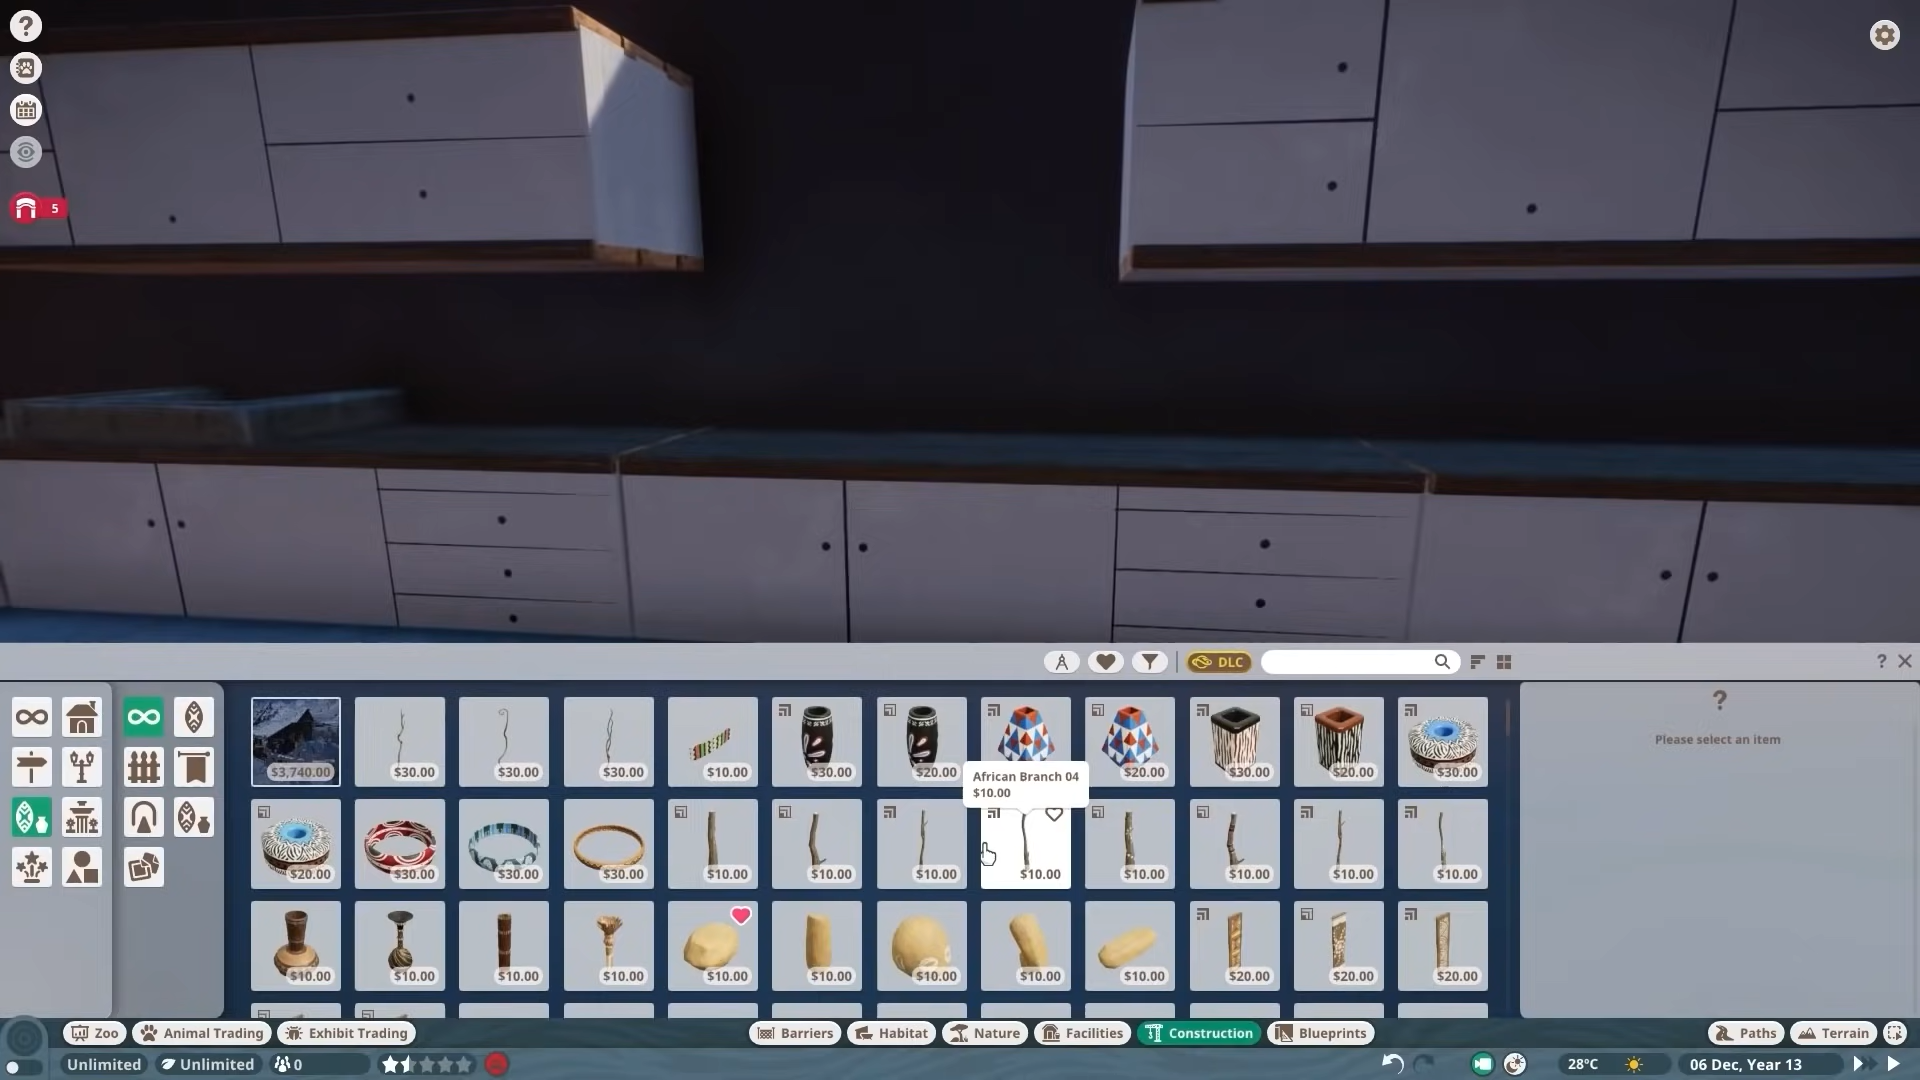 ?
5
DLC
?
$3,740.00 $30.00 $30.00 $30.00 $10.00 $30.00 $20.00 $20.00 $30.00 $20.00 $30.00
?
Please select an item
African Branch 04
$10.00
$20.00 $30.00 $30.00 $30.00 $10.00 $10.00 $10.00 $10.00 $10.00 $10.00 $10.00 $10.00
$10.00 $10.00 $10.00 $10.00 $10.00 $10.00 $10.00 $10.00 $10.00 $20.00 $20.00 $20.00
Zoo Animal Trading Exhibit Trading Barriers Habitat Nature Facilities Construction Blueprints Paths Terrain
Unlimited Unlimited 0 28°C 06 Dec, Year 13